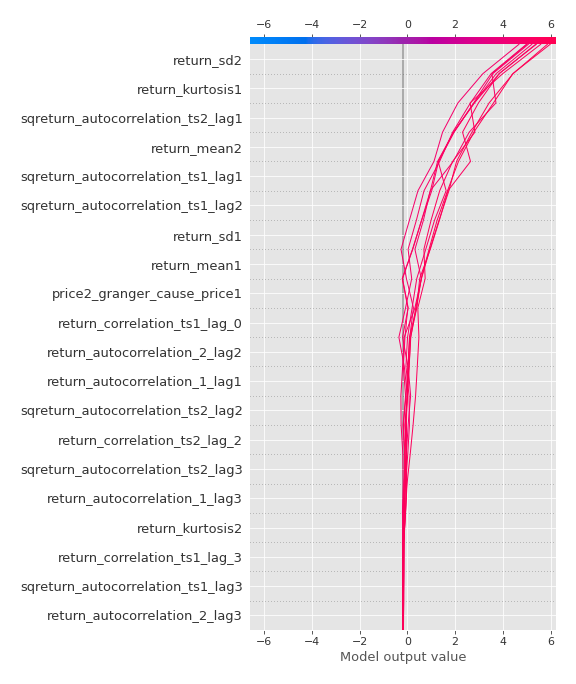 −6 −4 −2 0 2 4 6
return_sd2
return_kurtosis1
sqreturn_autocorrelation_ts2_lag1
return_mean2
sqreturn_autocorrelation_ts1_lag1
sqreturn_autocorrelation_ts1_lag2
return_sd1
return_mean1
price2_granger_cause_price1
return_correlation_ts1_lag_0
return_autocorrelation_2_lag2
return_autocorrelation_1_lag1
sqreturn_autocorrelation_ts2_lag2
return_correlation_ts2_lag_2
sqreturn_autocorrelation_ts2_lag3
return_autocorrelation_1_lag3
return_kurtosis2
return_correlation_ts1_lag_3
sqreturn_autocorrelation_ts1_lag3
return_autocorrelation_2_lag3
−6 −4 −2 0 2 4 6
Model output value